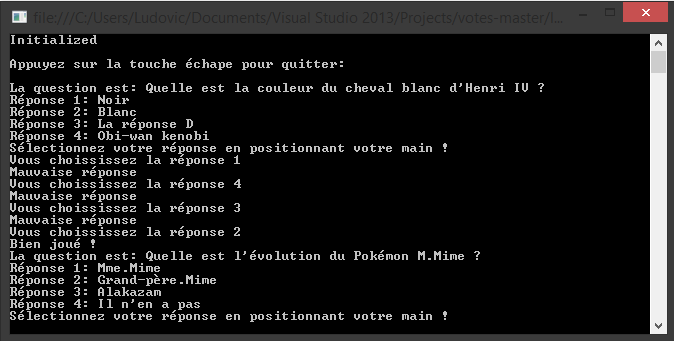 file:///C:/Users/Ludovic/Documents/Visual Studio 2013/Projects/votes-master/I...
Initialized
Appuyez sur la touche échape pour quitter:
La question est: Quelle est la couleur du cheval blanc d'Henri IV ?
Réponse 1: Noir
Réponse 2: Blanc
Réponse 3: La réponse D
Réponse 4: Obi-wan kenobi
Sélectionnez votre réponse en positionnant votre main !
Vous choississez la réponse 1
Mauvaise réponse
Vous choississez la réponse 4
Mauvaise réponse
Vous choississez la réponse 3
Mauvaise réponse
Vous choississez la réponse 2
Bien joué !
La question est: Quelle est l'évolution du Pokémon M.Mime ?
Réponse 1: Mme.Mime
Réponse 2: Grand-père.Mime
Réponse 3: Alakazam
Réponse 4: Il n'en a pas
Sélectionnez votre réponse en positionnant votre main !